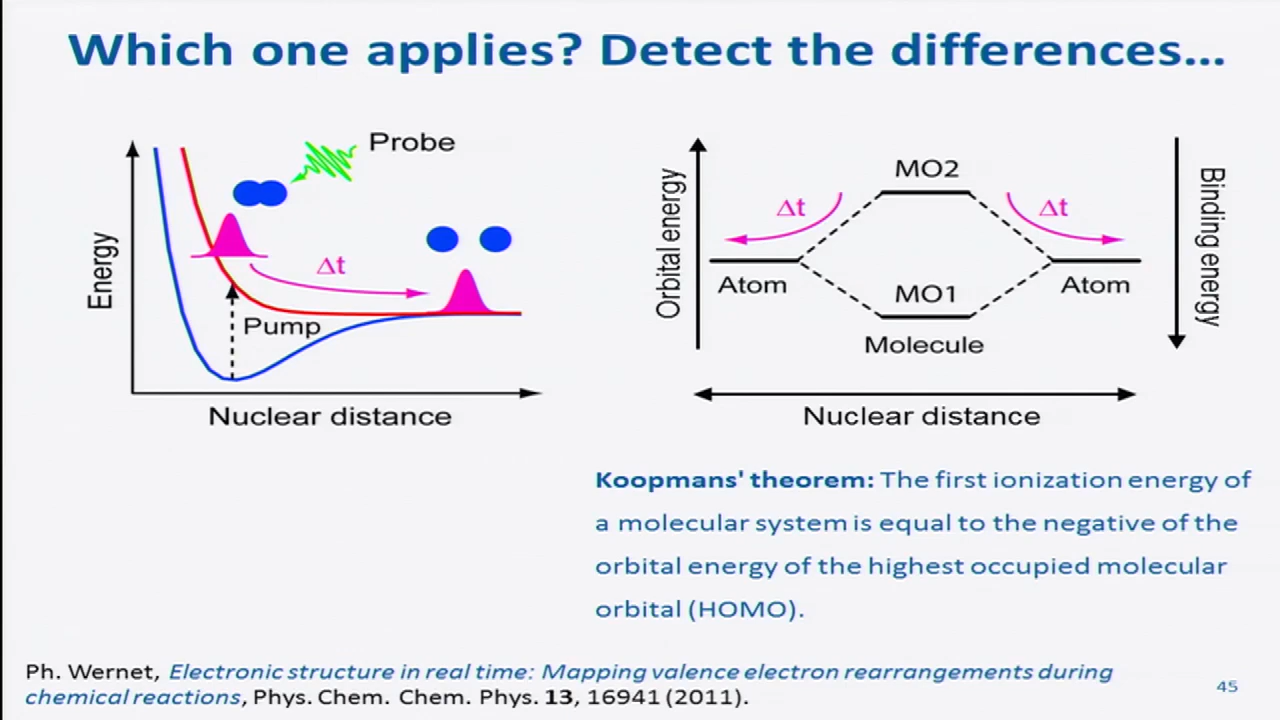 Which one applies? Detect the differences...
Probe
Energy
Δt
Pump
Nuclear distance
Orbital energy
MO2
Δt
Δt
Atom
MO1
Atom
Molecule
Binding energy
Nuclear distance
Koopmans' theorem: The first ionization energy of
a molecular system is equal to the negative of the
orbital energy of the highest occupied molecular
orbital (HOMO).
Ph. Wernet, Electronic structure in real time: Mapping valence electron rearrangements during
chemical reactions, Phys. Chem. Chem. Phys. 13, 16941 (2011).
45